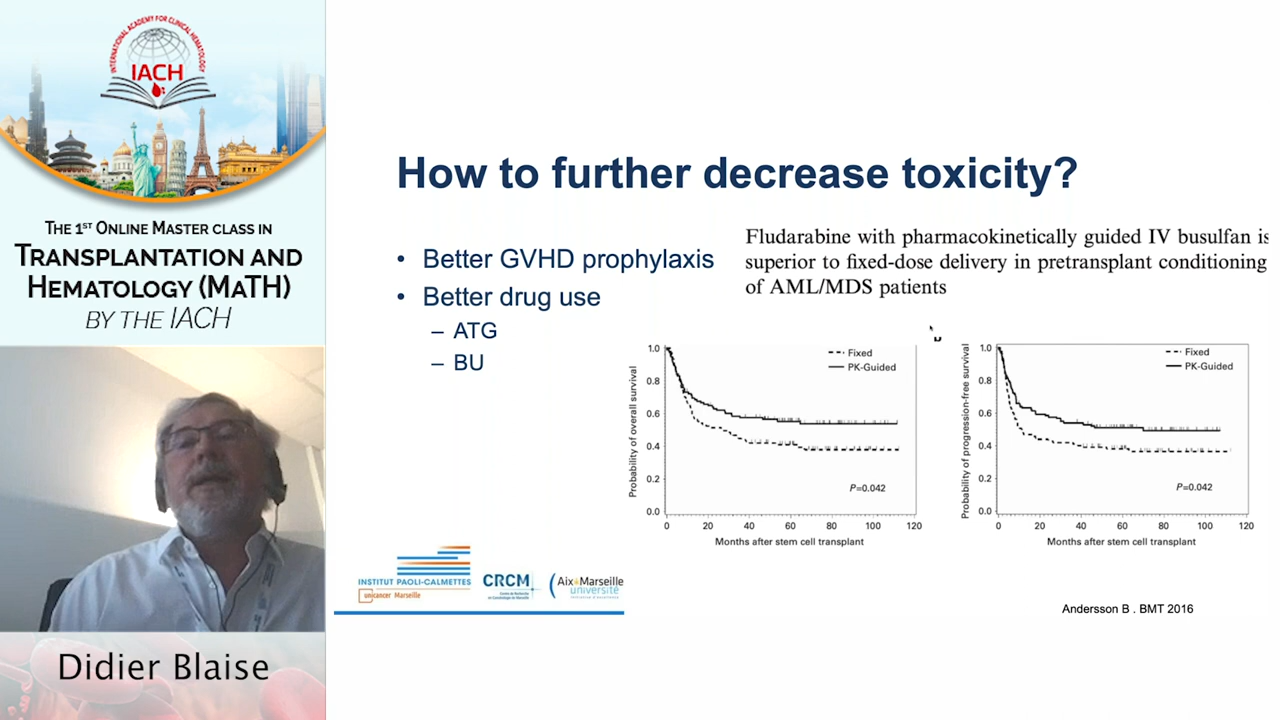 INTERNATIONAL ACADEMY FOR CLINICAL HEMATOLOGY
IACH
THE 1ST ONLINE MASTER CLASS IN
TRANSPLANTATION AND
HEMATOLOGY (MATH)
BY THE IACH
Didier Blaise
How to further decrease toxicity?
• Better GVHD prophylaxis
• Better drug use
– ATG
– BU
Fludarabine with pharmacokinetically guided IV busulfan is
superior to fixed-dose delivery in pretransplant conditioning
of AML/MDS patients
Probability of overall survival
1.0
0.8
0.6
0.4
0.2
0.0
Fixed
PK-Guided
P=0.042
0 20 40 60 80 100 120
Months after stem cell transplant
b
Probability of progression-free survival
1.0
0.8
0.6
0.4
0.2
0.0
Fixed
PK-Guided
P=0.042
0 20 40 60 80 100 120
Months after stem cell transplant
INSTITUT PAOLI-CALMETTES
unicancer Marseille
CRCM
Aix Marseille
université
Andersson B . BMT 2016